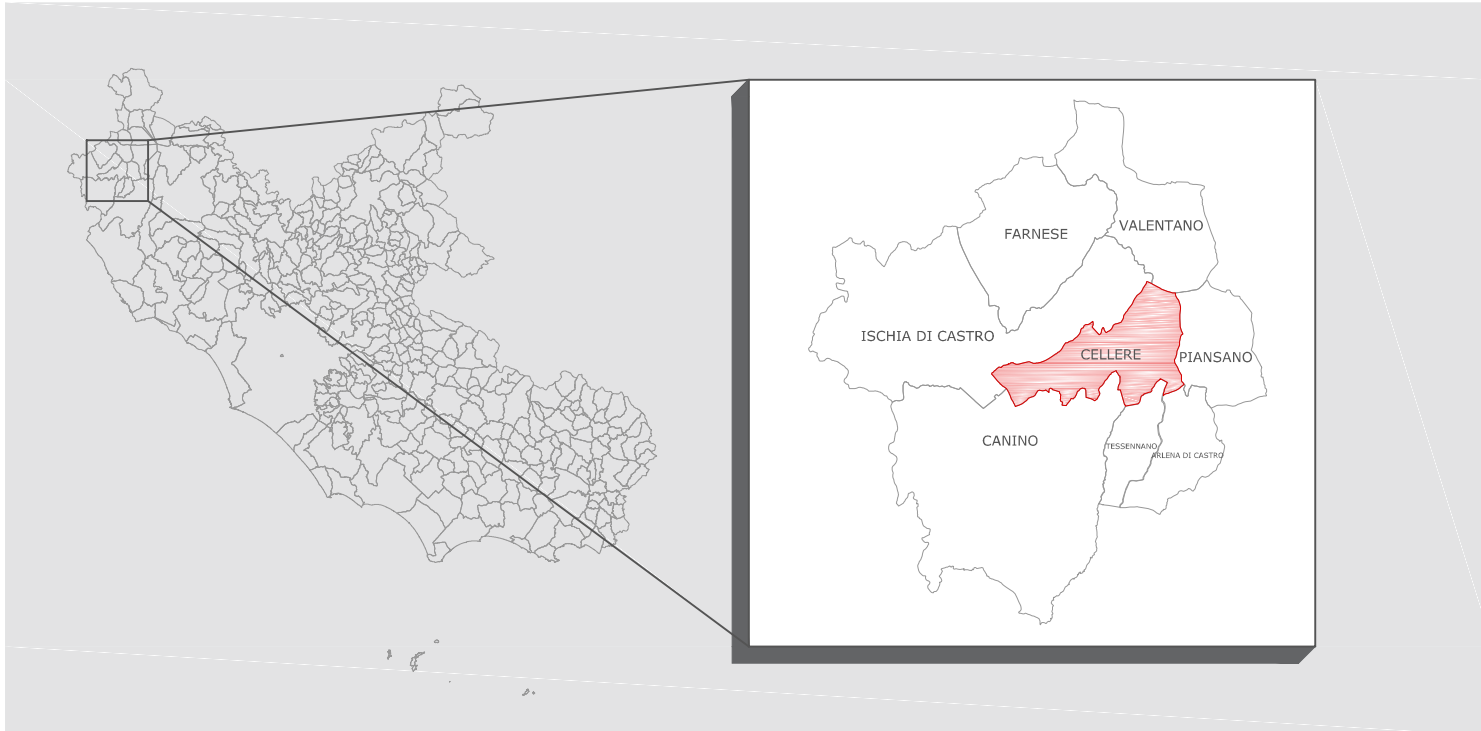 VALENTANO
FARNESE
ISCHIA DI CASTRO
CELLERE
PIANSANO
CANINO
TESSENNANO
ARLENA DI CASTRO